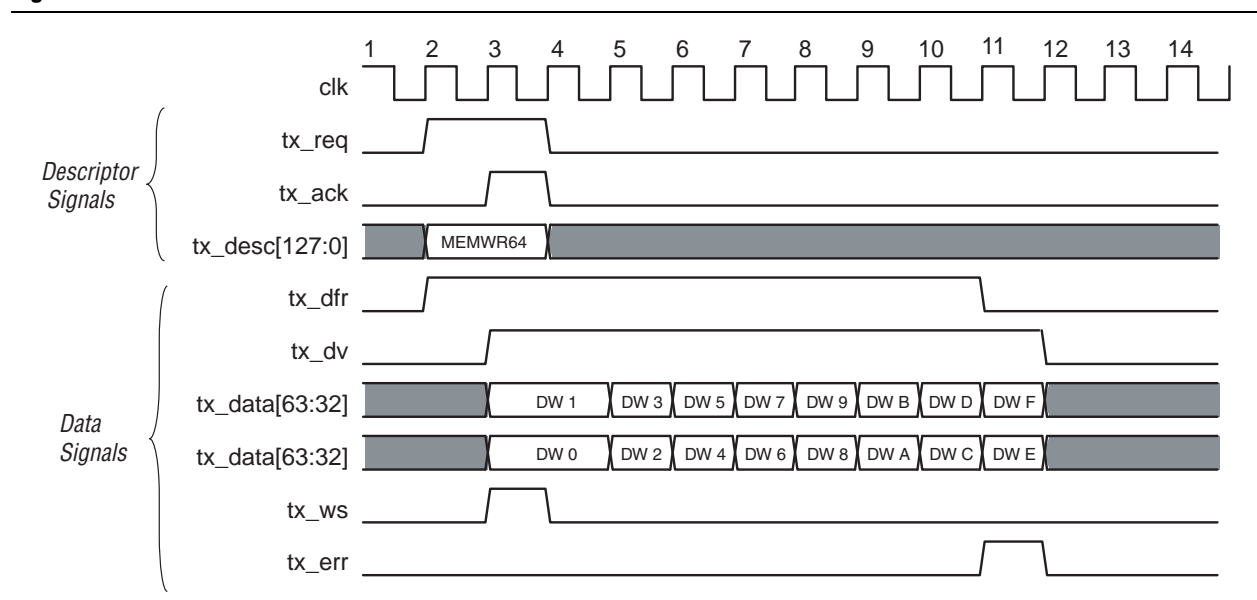 1 2 3 4 5 6 7 8 9 10 11 12 13 14
clk
Descriptor
Signals
tx_req
tx_ack
tx_desc[127:0] MEMWR64
Data
Signals
tx_dfr
tx_dv
tx_data[63:32] DW 1 DW 3 DW 5 DW 7 DW 9 DW B DW D DW F
tx_data[63:32] DW 0 DW 2 DW 4 DW 6 DW 8 DW A DW C DW E
tx_ws
tx_err